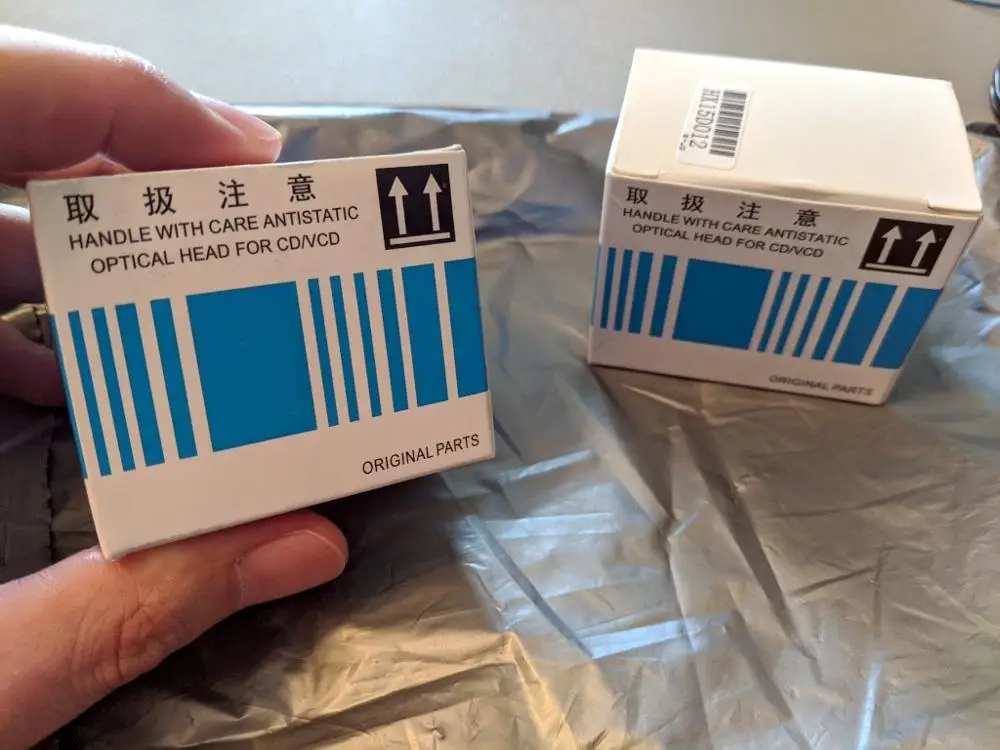 取扱注意
HANDLE WITH CARE ANTISTATIC
OPTICAL HEAD FOR CD/VCD
ORIGINAL PARTS
HX15D012
取扱注意
HANDLE WITH CARE ANTISTATIC
OPTICAL HEAD FOR CD/VCD
ORIGINAL PARTS